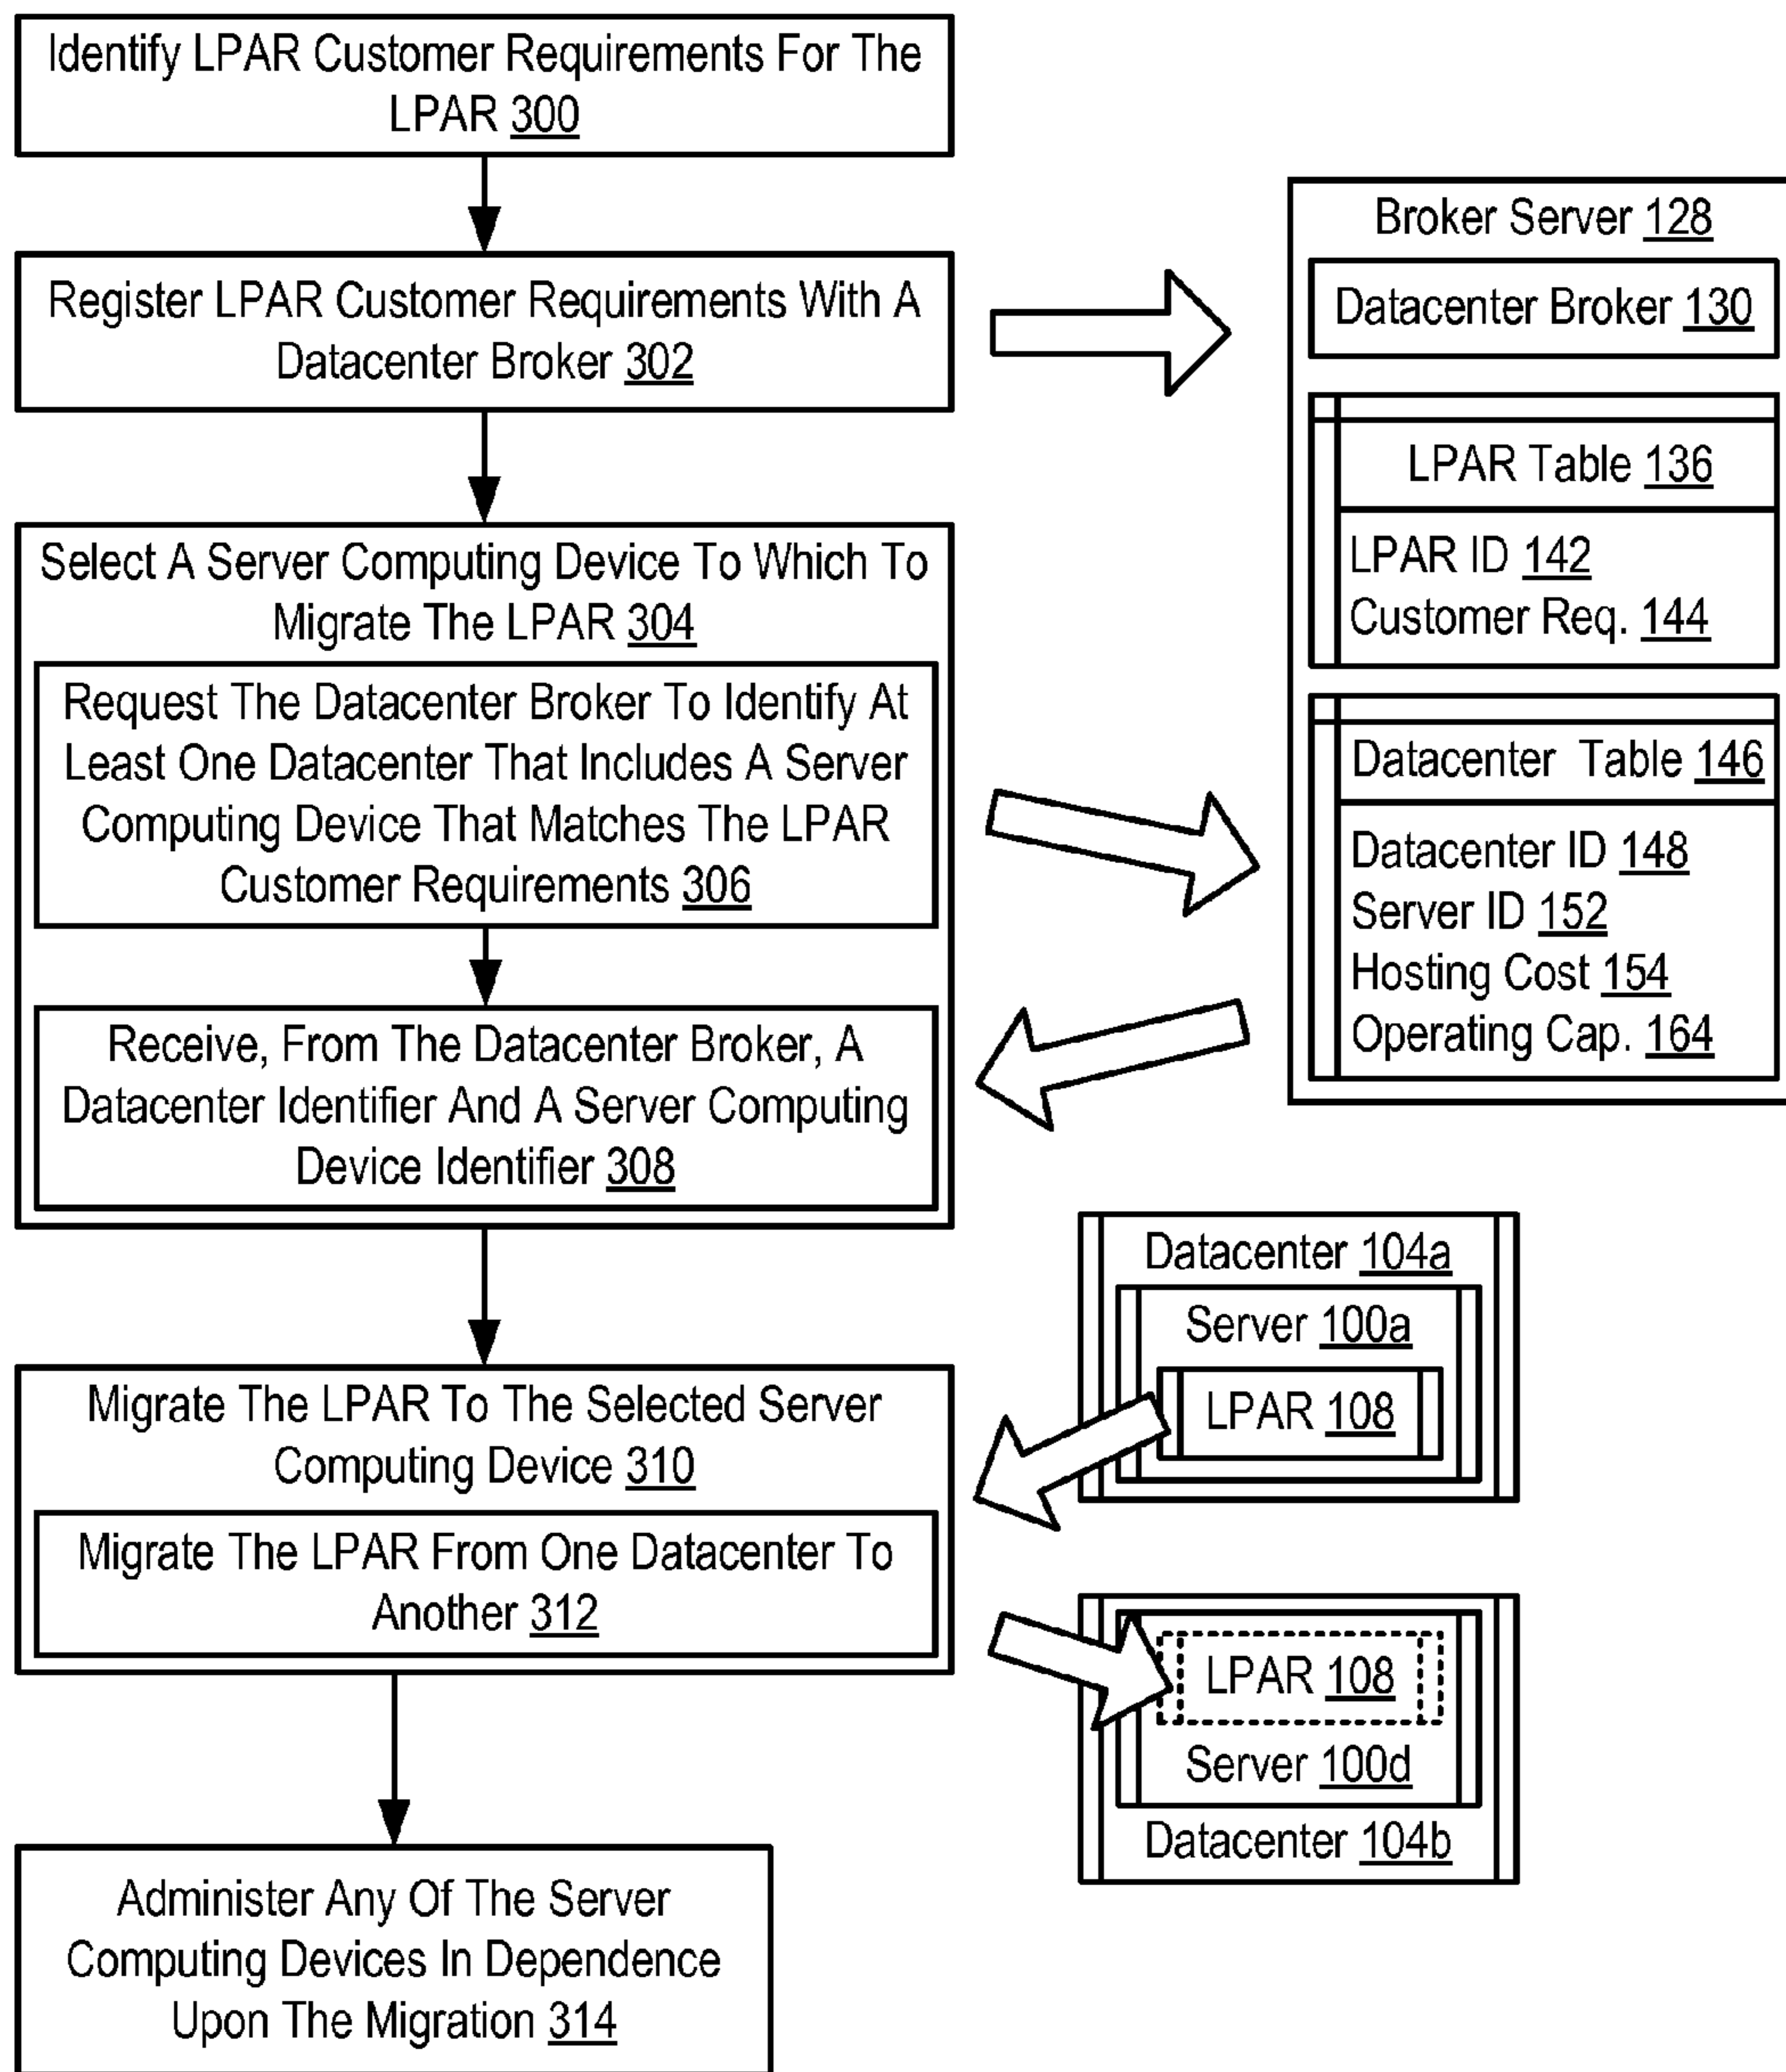 Identify LPAR Customer Requirements For The
LPAR 300
Register LPAR Customer Requirements With A
Datacenter Broker 302
Select A Server Computing Device To Which To
Migrate The LPAR 304
Request The Datacenter Broker To Identify At
Least One Datacenter That Includes A Server
Computing Device That Matches The LPAR
Customer Requirements 306
Receive, From The Datacenter Broker, A
Datacenter Identifier And A Server Computing
Device Identifier 308
Migrate The LPAR To The Selected Server
Computing Device 310
Migrate The LPAR From One Datacenter To
Another 312
Administer Any Of The Server
Computing Devices In Dependence
Upon The Migration 314
Broker Server 128
Datacenter Broker 130
LPAR Table 136
LPAR ID 142
Customer Req. 144
Datacenter Table 146
Datacenter ID 148
Server ID 152
Hosting Cost 154
Operating Cap. 164
Datacenter 104a
Server 100a
LPAR 108
LPAR 108
Server 100d
Datacenter 104b